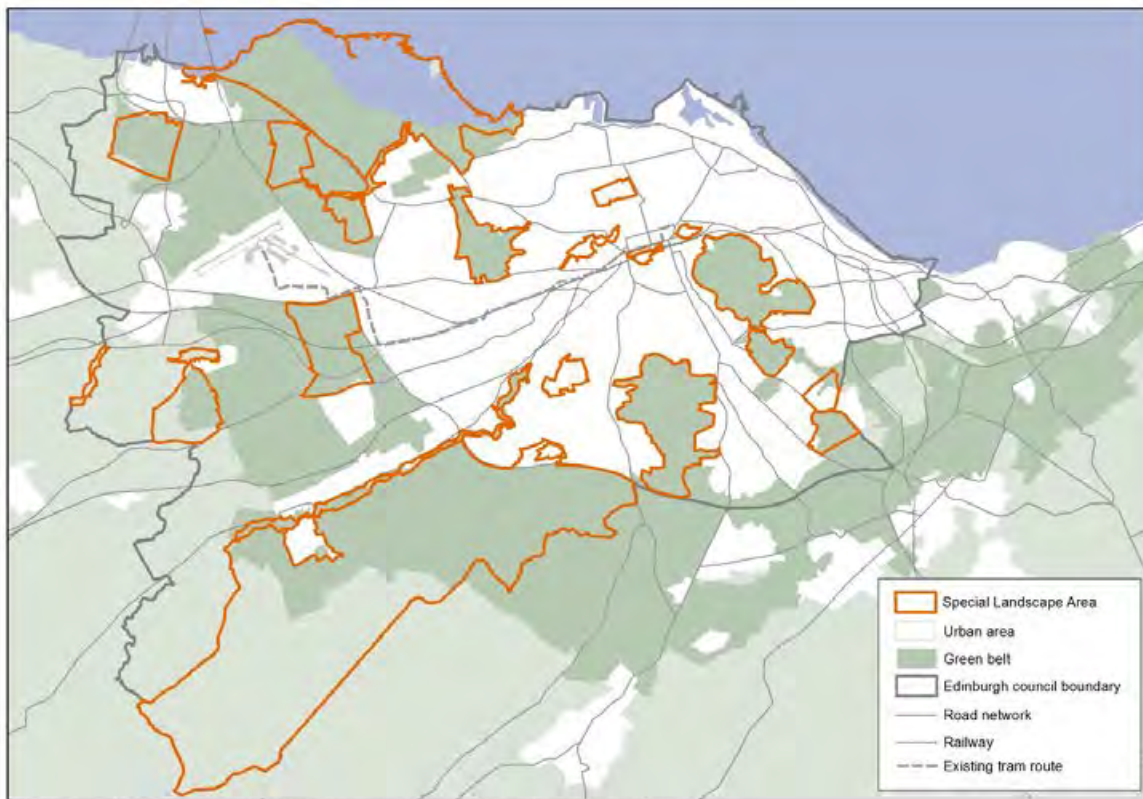 Special Landscape Area
Urban area
Green belt
Edinburgh council boundary
Road network
Railway
Existing tram route